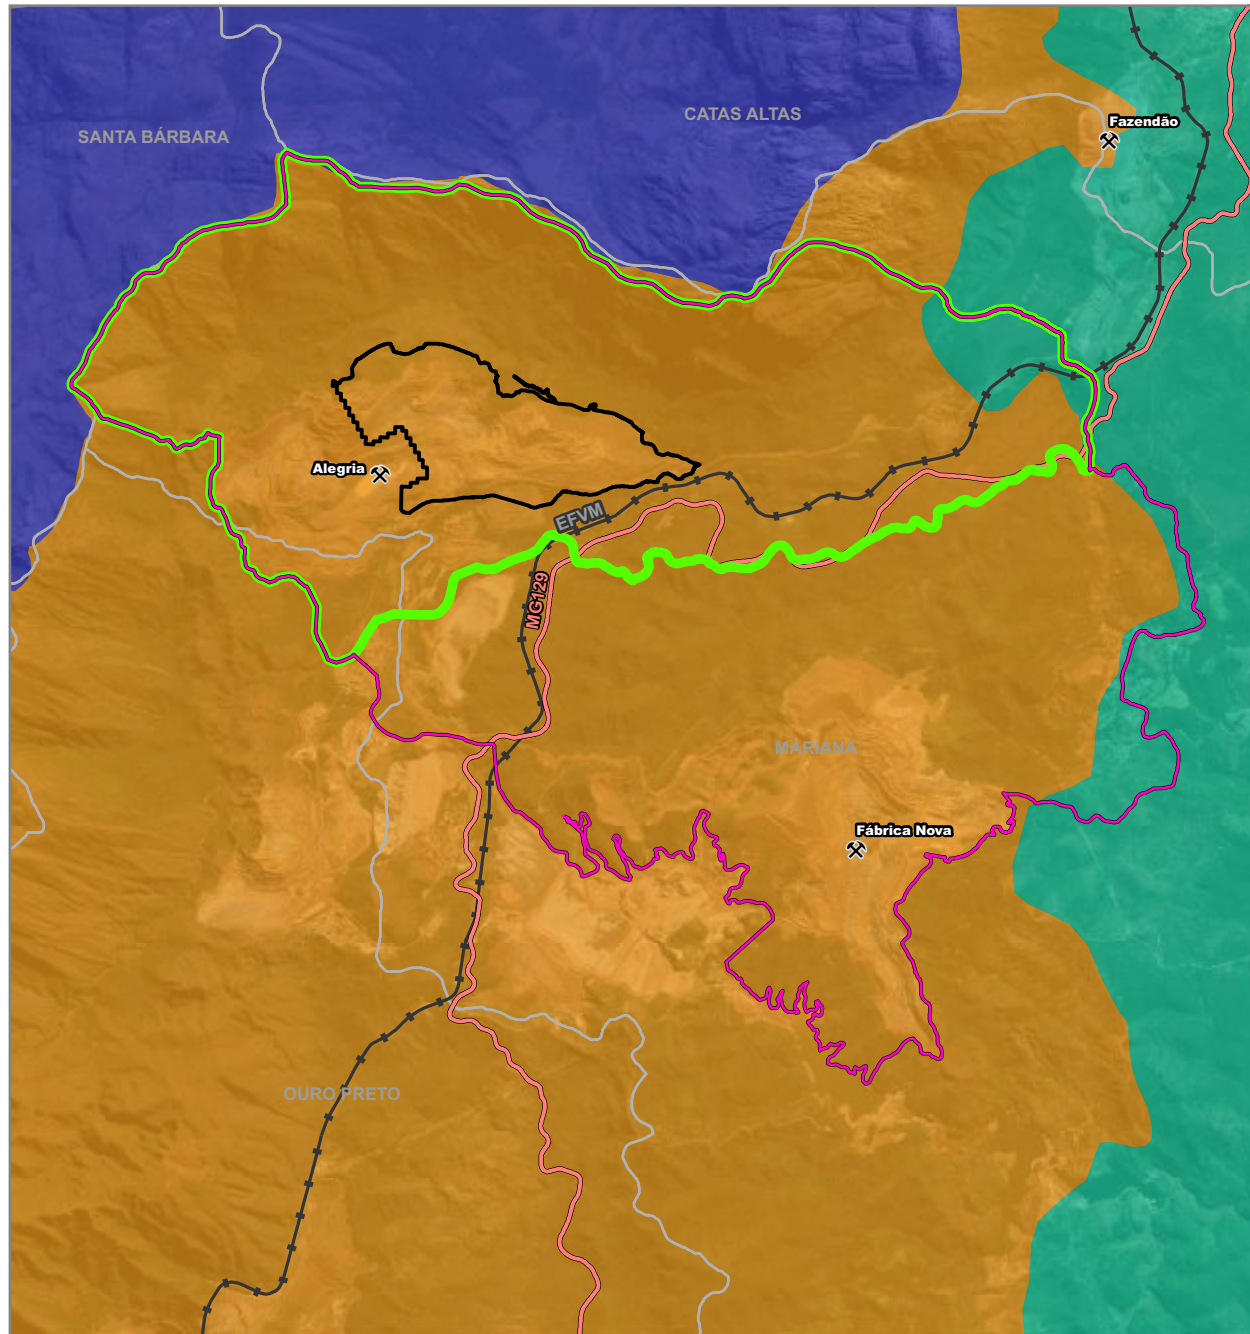 CATAS ALTAS
Fazendão
SANTA BÁRBARA
Alegria
EFVM
MG129
MARIANA
Fábrica Nova
OURO PRETO